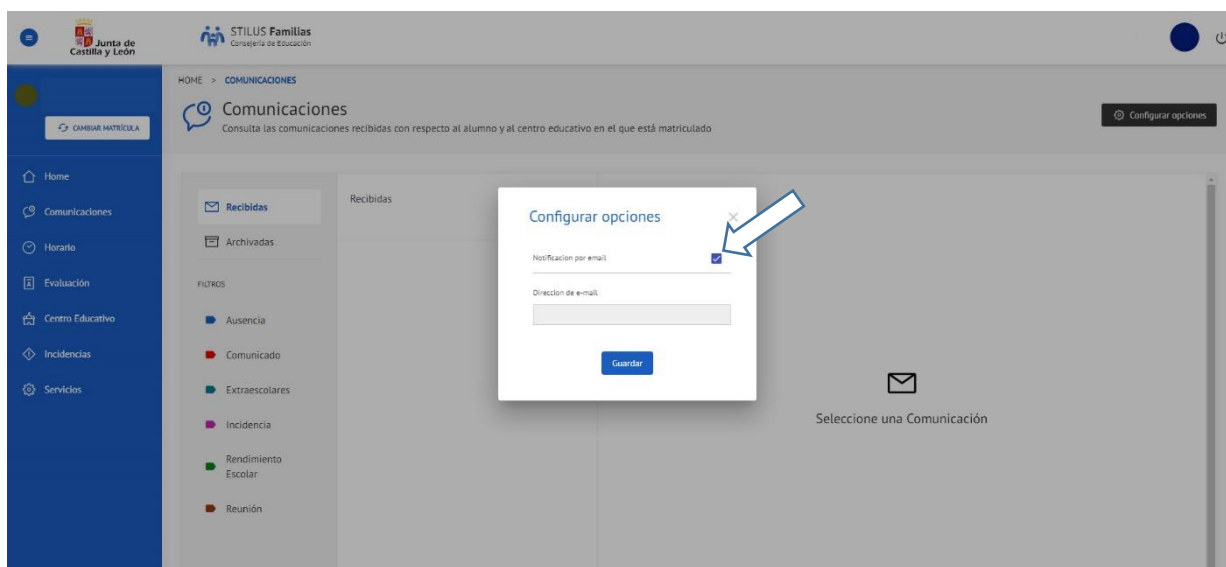 Junta de
Castilla y León
STILUS Familias
Consejería de Educación
HOME > COMUNICACIONES
Comunicaciones
Consulta las comunicaciones recibidas con respecto al alumno y al centro educativo en el que está matriculado
Configurar opciones
CAMBIAR MATRÍCULA
Home
Comunicaciones
Horario
Evaluación
Centro Educativo
Incidencias
Servicios
Recibidas
Archivadas
FILTROS
Ausencia
Comunicado
Extraescolares
Incidencia
Rendimiento
Escolar
Reunión
Recibidas
Configurar opciones
Notificacion por email
Direccion de e-mail
Guardar
Seleccione una Comunicación